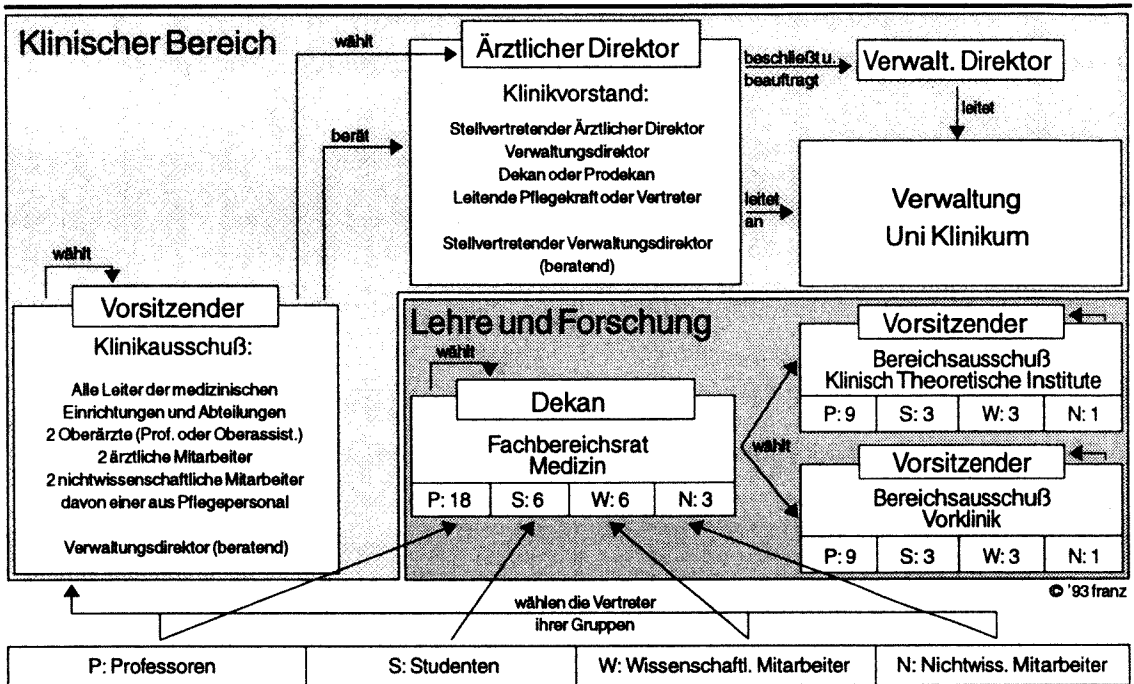 Klinischer Bereich
wählt
Ärztlicher Direktor
Klinikvorstand:
Stellvertretender Ärztlicher Direktor
Verwaltungsdirektor
Dekan oder Prodekan
Leitende Pflegekraft oder Vertreter
Stellvertretender Verwaltungsdirektor
(beratend)
berät
beschließt u.
beauftragt
Verwalt. Direktor
leitet
leitet
an
Verwaltung
Uni Klinikum
wählt
Vorsitzender
Klinikausschuß:
Alle Leiter der medizinischen
Einrichtungen und Abteilungen
2 Oberärzte (Prof. oder Oberassist.)
2 ärztliche Mitarbeiter
2 nichtwissenschaftliche Mitarbeiter
davon einer aus Pflegepersonal
Verwaltungsdirektor (beratend)
Lehre und Forschung
wählt
Dekan
Fachbereichsrat
Medizin
P: 18 S: 6 W: 6 N: 3
wählt
Vorsitzender
Bereichsausschuß
Klinisch Theoretische Institute
P: 9 S: 3 W: 3 N: 1
Vorsitzender
Bereichsausschuß
Vorklinik
P: 9 S: 3 W: 3 N: 1
© '93 franz
wählen die Vertreter
ihrer Gruppen
P: Professoren S: Studenten W: Wissenschaftl. Mitarbeiter N: Nichtwiss. Mitarbeiter